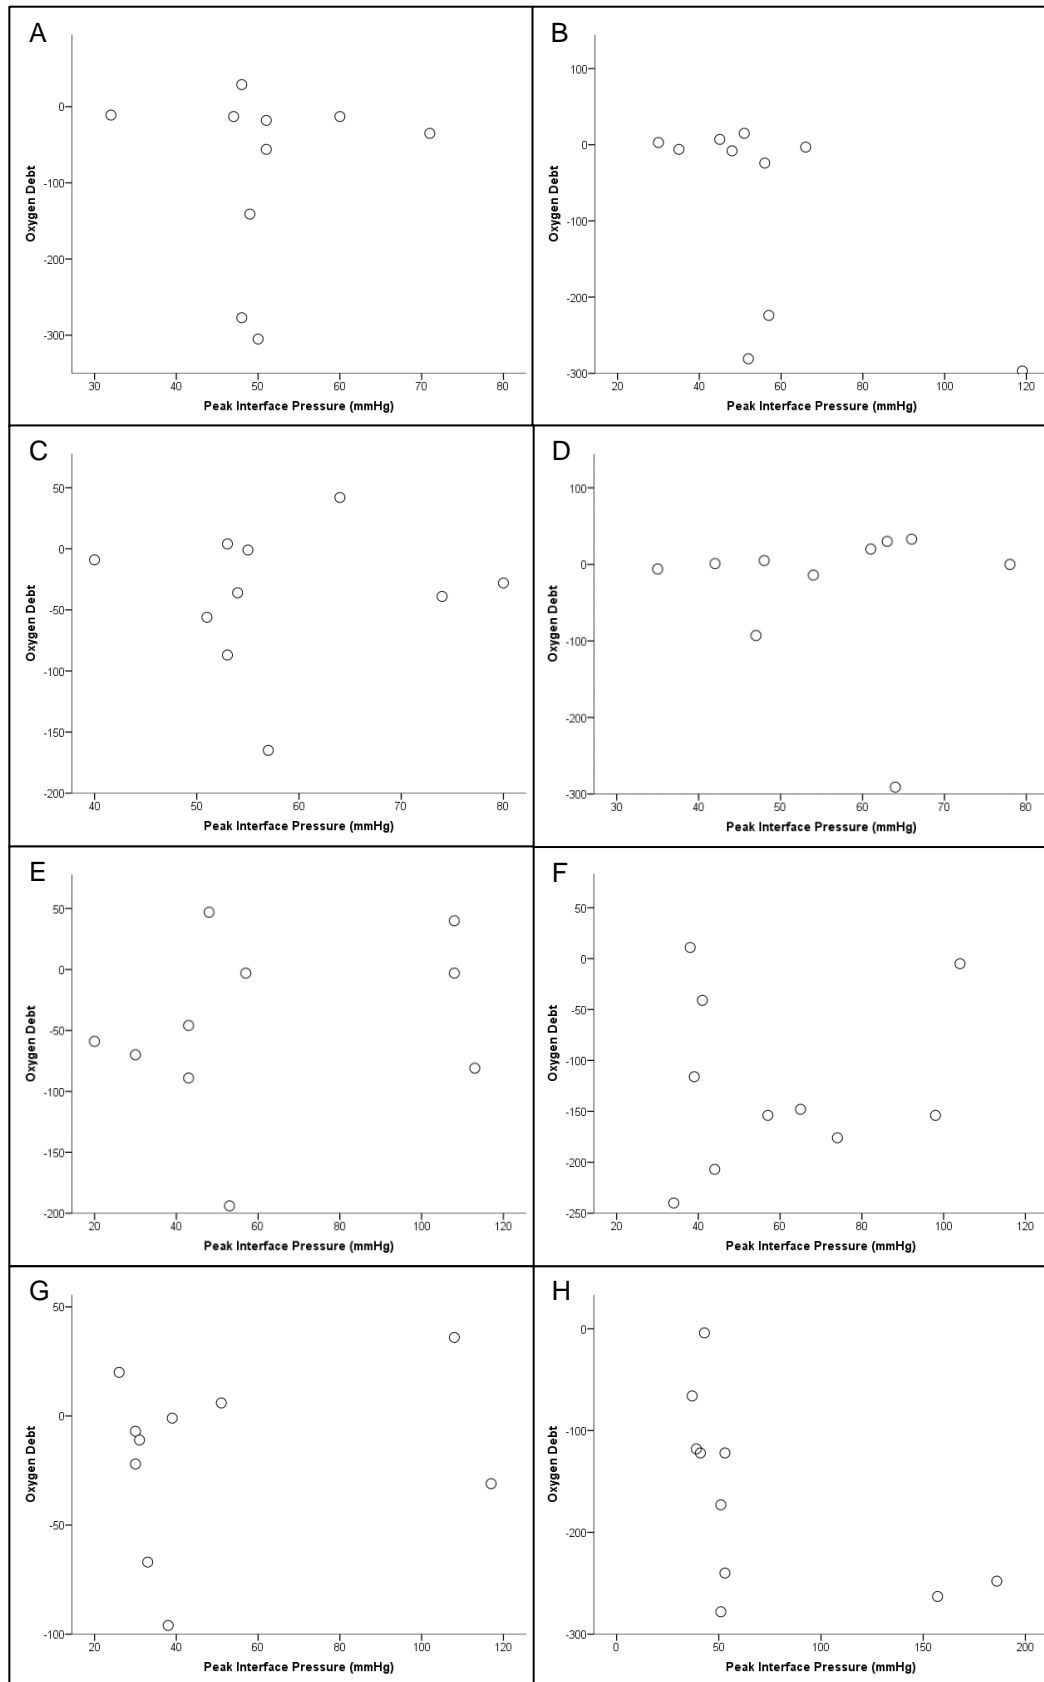 A
0
-100
-200
-300
Oxygen Debt
30 40 50 60 70 80
Peak Interface Pressure (mmHg)
B
100
0
-100
-200
-300
Oxygen Debt
20 40 60 80 100 120
Peak Interface Pressure (mmHg)
C
50
0
-50
-100
-150
-200
Oxygen Debt
40 50 60 70 80
Peak Interface Pressure (mmHg)
D
100
0
-100
-200
-300
Oxygen Debt
30 40 50 60 70 80
Peak Interface Pressure (mmHg)
E
50
0
-50
-100
-150
-200
Oxygen Debt
20 40 60 80 100 120
Peak Interface Pressure (mmHg)
F
50
0
-50
-100
-150
-200
-250
Oxygen Debt
20 40 60 80 100 120
Peak Interface Pressure (mmHg)
G
50
0
-50
-100
Oxygen Debt
20 40 60 80 100 120
Peak Interface Pressure (mmHg)
H
0
-100
-200
-300
Oxygen Debt
0 50 100 150 200
Peak Interface Pressure (mmHg)